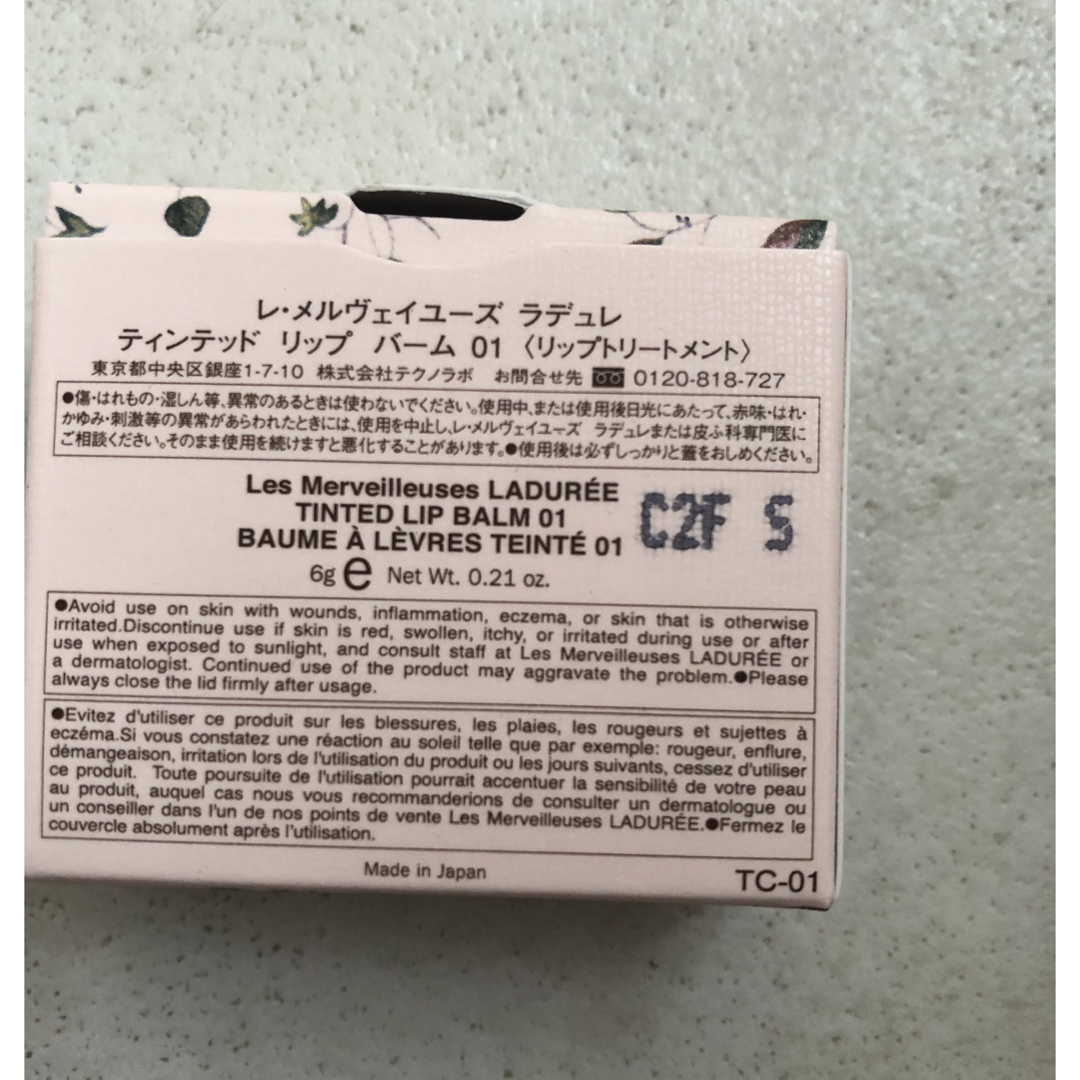 レ・メルヴェイユーズ ラデュレ
ティンテッド リップ バーム 01 〈リップトリートメント〉
東京都中央区銀座1-7-10 株式会社テクノラボ お問合せ先 0120-818-727
●傷・はれもの・湿しん等、異常のあるときは使わないでください。使用中、または使用後日光にあたって、赤味・はれ・
かゆみ・刺激等の異常があらわれたときには、使用を中止し、レ・メルヴェイユーズ ラデュレまたは皮ふ科専門医に
ご相談ください。そのまま使用を続けますと悪化することがあります。●使用後は必ずしっかりと蓋をおしめください。
Les Merveilleuses LADURÉE
TINTED LIP BALM 01
BAUME À LÈVRES TEINTÉ 01
C2F S
6g e Net Wt. 0.21 oz.
●Avoid use on skin with wounds, inflammation, eczema, or skin that is otherwise
irritated.Discontinue use if skin is red, swollen, itchy, or irritated during use or after
use when exposed to sunlight, and consult staff at Les Merveilleuses LADURÉE or
a dermatologist. Continued use of the product may aggravate the problem.●Please
always close the lid firmly after usage.
●Evitez d'utiliser ce produit sur les blessures, les plaies, les rougeurs et sujettes à
eczéma.Si vous constatez une réaction au soleil telle que par exemple: rougeur, enflure,
démangeaison, irritation lors de l'utilisation du produit ou les jours suivants, cessez d'utiliser
ce produit. Toute poursuite de l'utilisation pourrait accentuer la sensibilité de votre peau
au produit, auquel cas nous vous recommanderions de consulter un dermatologue ou
un conseiller dans l'un de nos points de vente Les Merveilleuses LADURÉE.●Fermez le
couvercle absolument après l'utilisation.
Made in Japan
TC-01